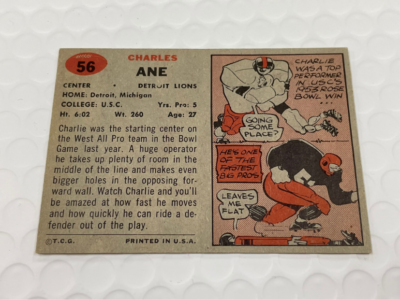 56
CHARLES
ANE
CENTER • DETROIT LIONS
HOME: Detroit, Michigan
COLLEGE: U.S.C. Yrs. Pro: 5
Ht. 6:02 Wt. 260 Age: 27
Charlie was the starting center on
the West All Pro team in the Bowl
Game last year. A huge operator
he takes up plenty of room in the
middle of the line and makes even
bigger holes in the opposing for-
ward wall. Watch Charlie and you'll
be amazed at how fast he moves
and how quickly he can ride a de-
fender out of the play.
©T.C.G. PRINTED IN U.S.A.
CHARLIE
WAS A TOP
PERFORMER
IN USC'S
1953 ROSE
BOWL WIN
...
GOING
SOME
PLACE?
HE'S ONE
OF THE
FASTEST
BIG PROS!
LEAVES
ME FLAT